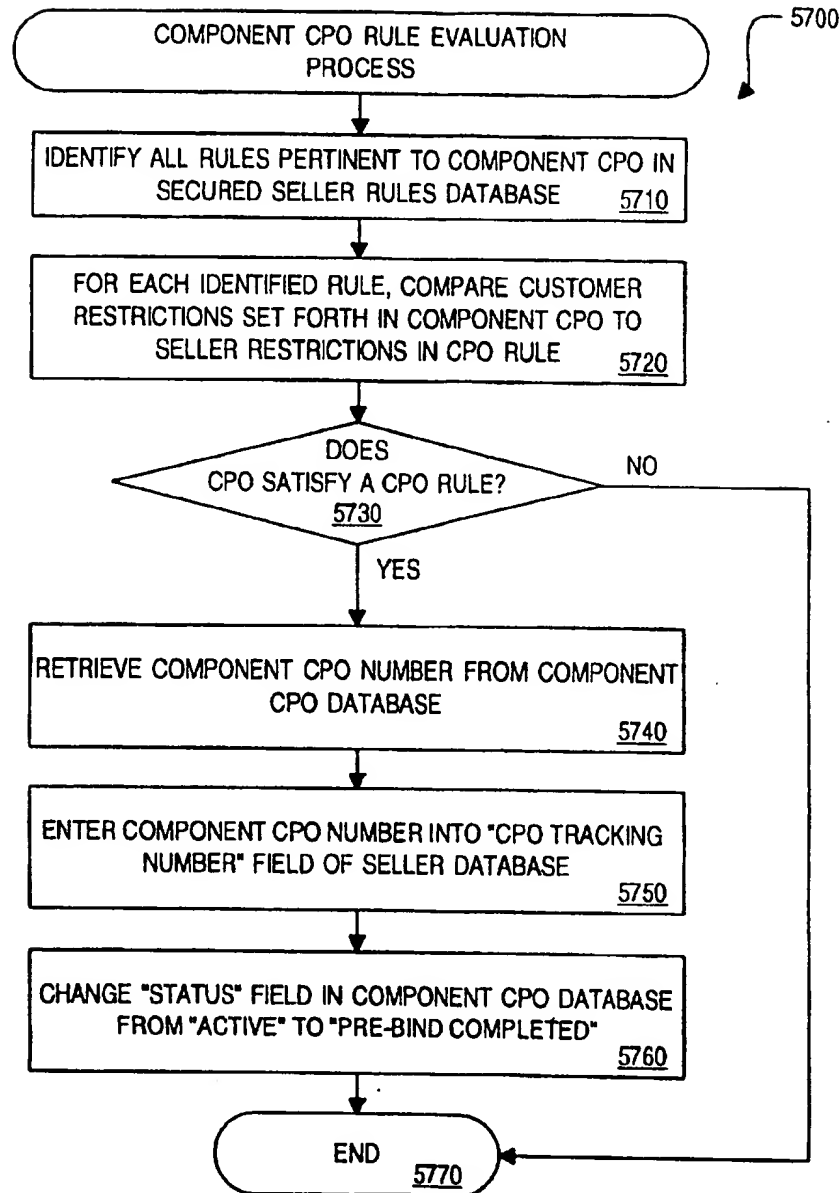 5700
COMPONENT CPO RULE EVALUATION
PROCESS
IDENTIFY ALL RULES PERTINENT TO COMPONENT CPO IN
SECURED SELLER RULES DATABASE
5710
FOR EACH IDENTIFIED RULE, COMPARE CUSTOMER
RESTRICTIONS SET FORTH IN COMPONENT CPO TO
SELLER RESTRICTIONS IN CPO RULE
5720
DOES
CPO SATISFY A CPO RULE?
5730
NO
YES
RETRIEVE COMPONENT CPO NUMBER FROM COMPONENT
CPO DATABASE
5740
ENTER COMPONENT CPO NUMBER INTO "CPO TRACKING
NUMBER" FIELD OF SELLER DATABASE
5750
CHANGE "STATUS" FIELD IN COMPONENT CPO DATABASE
FROM "ACTIVE" TO "PRE-BIND COMPLETED"
5760
END
5770